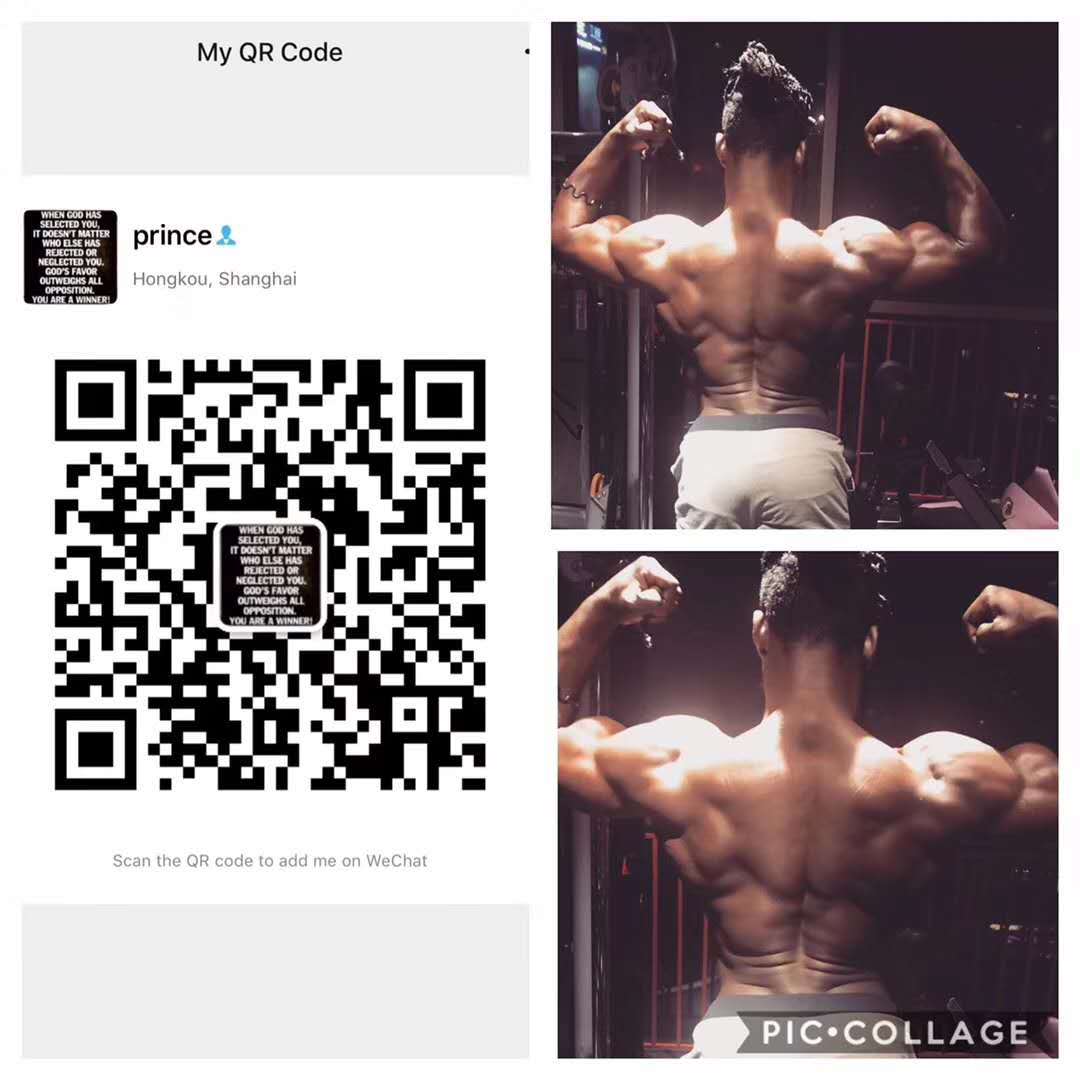 My QR Code
WHEN GOD HAS
SELECTED YOU,
IT DOESN'T MATTER
WHO ELSE HAS
REJECTED OR
NEGLECTED YOU.
GOD'S FAVOR
OUTWEIGHS ALL
OPPOSITION.
YOU ARE A WINNER!
prince
Hongkou, Shanghai
WHEN GOD HAS
SELECTED YOU,
IT DOESN'T MATTER
WHO ELSE HAS
REJECTED OR
NEGLECTED YOU.
GOD'S FAVOR
OUTWEIGHS ALL
OPPOSITION.
YOU ARE A WINNER!
Scan the QR code to add me on WeChat
PIC•COLLAGE